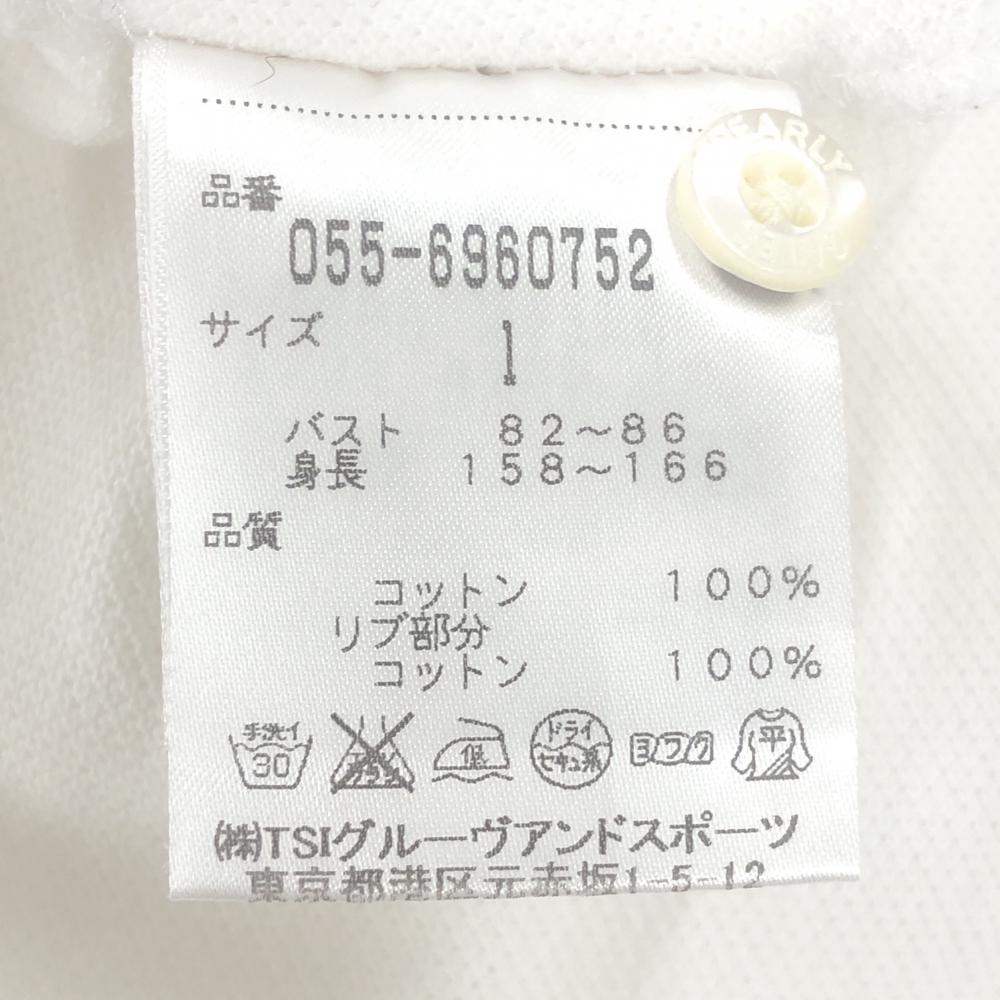 品番
PEARLY
055-6960752
サイズ 1
バスト 82～86
身長 158～166
品質
コットン 100%
リブ部分
コットン 100%
手洗イ 30 低 ドライ セキユ系 ヨワク 平
㈱TSIグルーヴアンドスポーツ
東京都港区元赤坂1-5-12